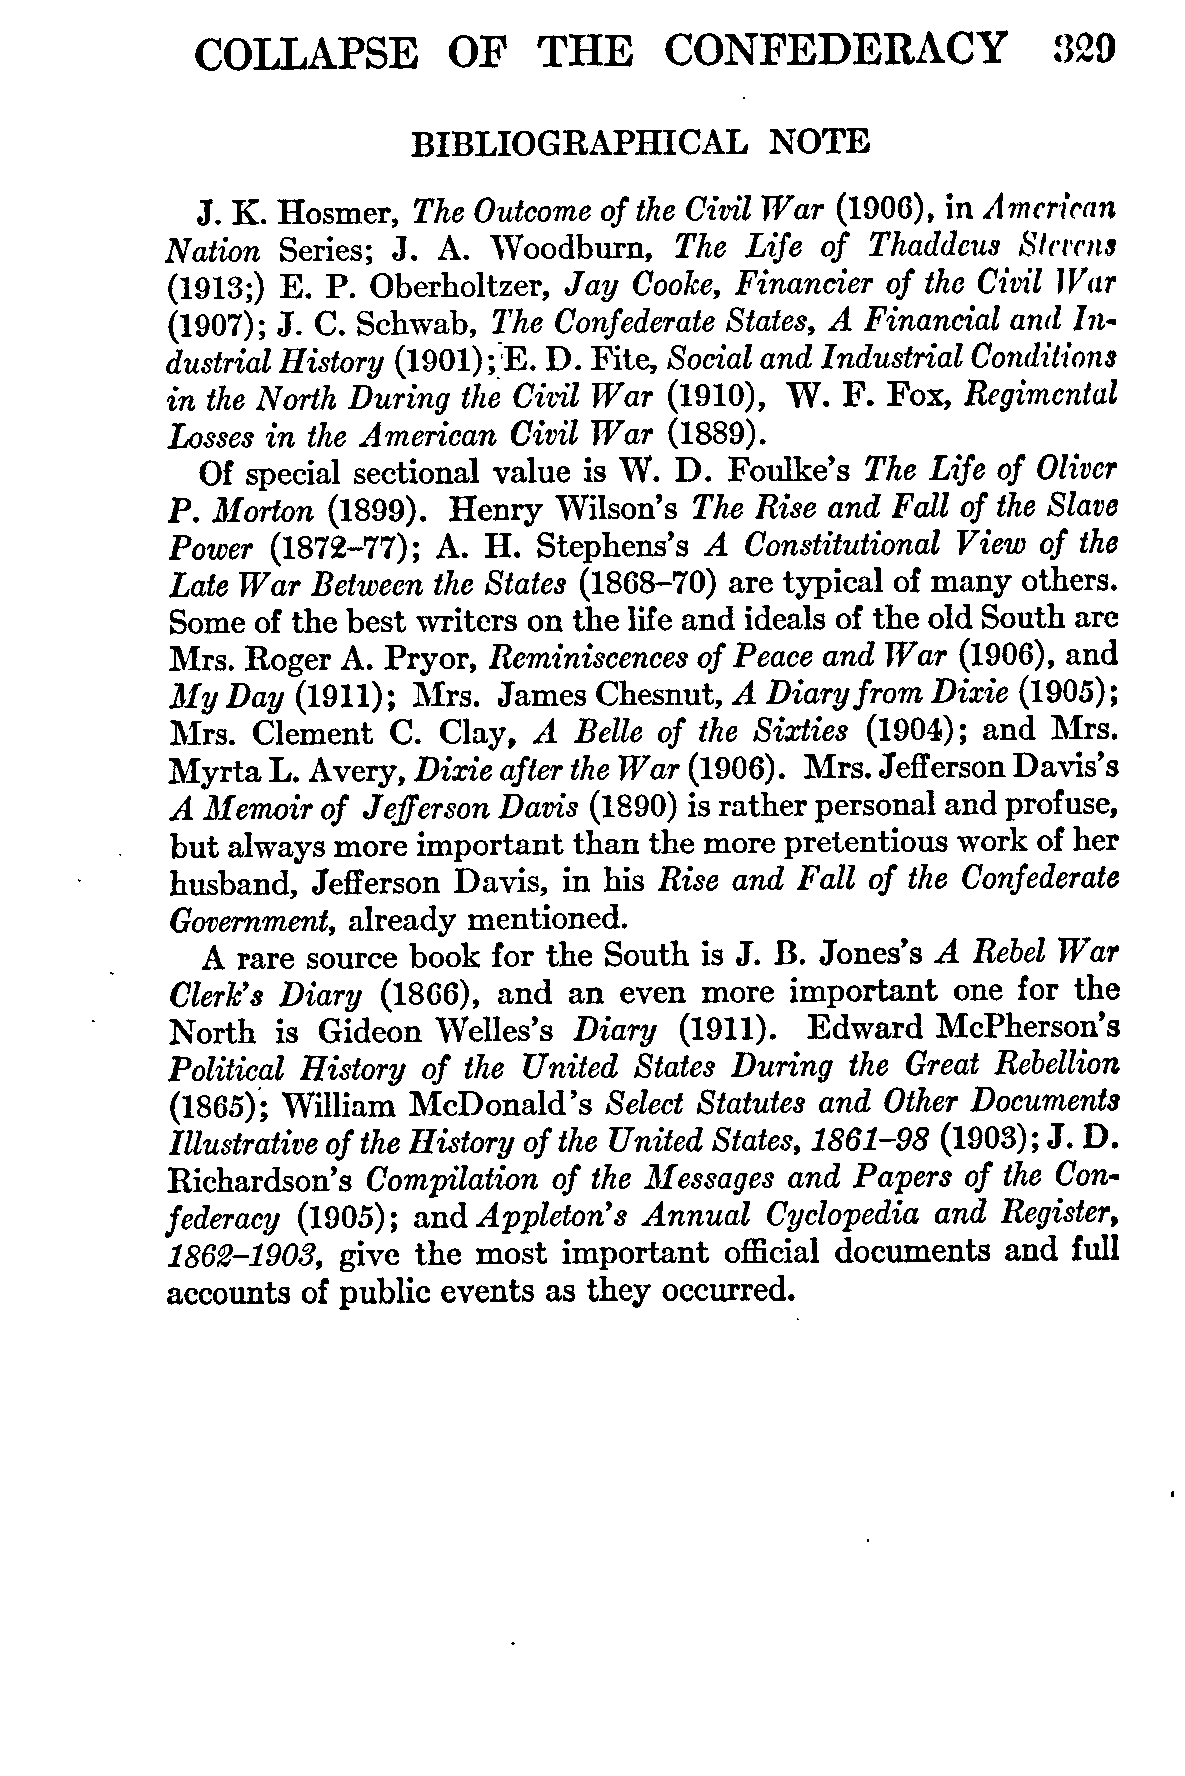 COLLAPSE OF THE CONFEDERACY 329
BIBLIOGRAPHICAL NOTE
J. K. Hosmer, The Outcome of the Civil War (1906), in American
Nation Series; J. A. Woodburn, The Life of Thaddeus Stevens
(1913;) E. P. Oberholtzer, Jay Cooke, Financier of the Civil War
(1907); J. C. Schwab, The Confederate States, A Financial and In-
dustrial History (1901); E. D. Fite, Social and Industrial Conditions
in the North During the Civil War (1910), W. F. Fox, Regimental
Losses in the American Civil War (1889).
Of special sectional value is W. D. Foulke's The Life of Oliver
P. Morton (1899). Henry Wilson's The Rise and Fall of the Slave
Power (1872–77); A. H. Stephens's A Constitutional View of the
Late War Between the States (1868–70) are typical of many others.
Some of the best writers on the life and ideals of the old South are
Mrs. Roger A. Pryor, Reminiscences of Peace and War (1906), and
My Day (1911); Mrs. James Chesnut, A Diary from Dixie (1905);
Mrs. Clement C. Clay, A Belle of the Sixties (1904); and Mrs.
Myrta L. Avery, Dixie after the War (1906). Mrs. Jefferson Davis's
A Memoir of Jefferson Davis (1890) is rather personal and profuse,
but always more important than the more pretentious work of her
husband, Jefferson Davis, in his Rise and Fall of the Confederate
Government, already mentioned.
A rare source book for the South is J. B. Jones's A Rebel War
Clerk's Diary (1866), and an even more important one for the
North is Gideon Welles's Diary (1911). Edward McPherson's
Political History of the United States During the Great Rebellion
(1865); William McDonald's Select Statutes and Other Documents
Illustrative of the History of the United States, 1861–98 (1903); J. D.
Richardson's Compilation of the Messages and Papers of the Con-
federacy (1905); and Appleton's Annual Cyclopedia and Register,
1862–1903, give the most important official documents and full
accounts of public events as they occurred.